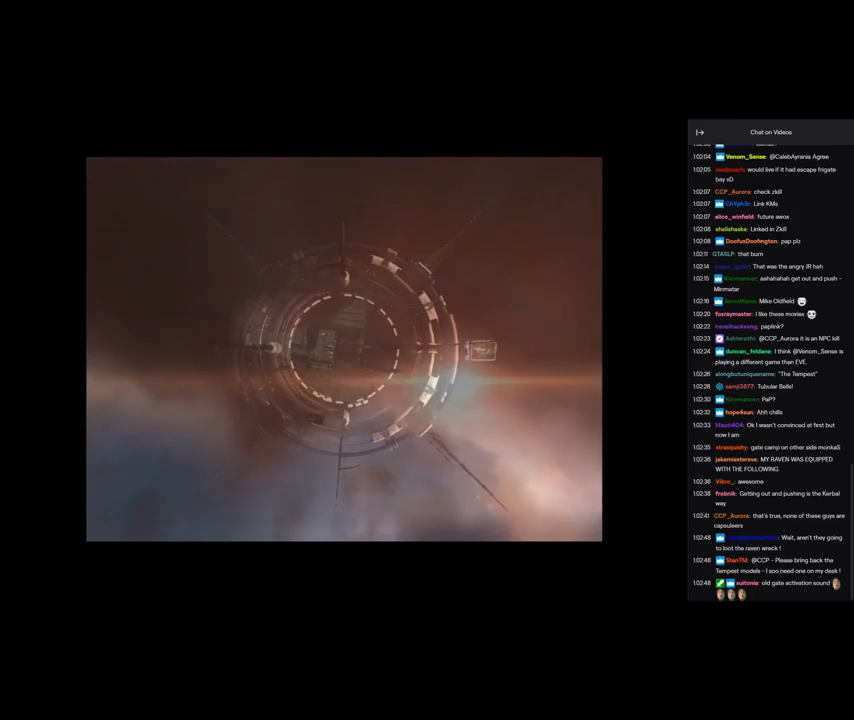 Chat on Videos
1:02:04 Venom_Sense: @CalebAyrania Agree
1:02:05 would live if it had escape frigate
bay xD
1:02:07 CCP_Aurora: check zkill
1:02:07 ChYph3r: Link KMs
1:02:07 alice_winfield: future awox
1:02:08 shalishaska: Linked in Zkill
1:02:08 DoofusDoofington: pap plz
1:02:11 GTASLP: that burn
1:02:14 That was the angry JR heh
1:02:15 Kiromanner: aahahahah get out and push -
Minmatar
1:02:16 Mike Oldfield
1:02:20 foxraymaster: I like these movies
1:02:22 paplink?
1:02:23 Ashterothi: @CCP_Aurora it is an NPC kill
1:02:24 duncan_feldane: I think @Venom_Sense is
playing a different game than EVE.
1:02:26 alongbutuniquename: "The Tempest"
1:02:28 samji3877: Tubular Bells!
1:02:30 Kiromanner: PaP?
1:02:32 hope4sun: Ahh chills
1:02:33 Ok I wasn't convinced at first but
now I am
1:02:35 strasquishy: gate camp on other side monkaS
1:02:36 jakemiestereve: MY RAVEN WAS EQUIPPED
WITH THE FOLLOWING
1:02:36 Vikro_: awesome
1:02:38 frobnik: Getting out and pushing is the Kerbal
way.
1:02:41 CCP_Aurora: that's true, none of these guys are
capsuleers
1:02:48 Wait, aren't they going
to loot the raven wreck !
1:02:48 StanTM: @CCP - Please bring back the
Tempest models - I soo need one on my desk !
1:02:48 suitonia: old gate activation sound